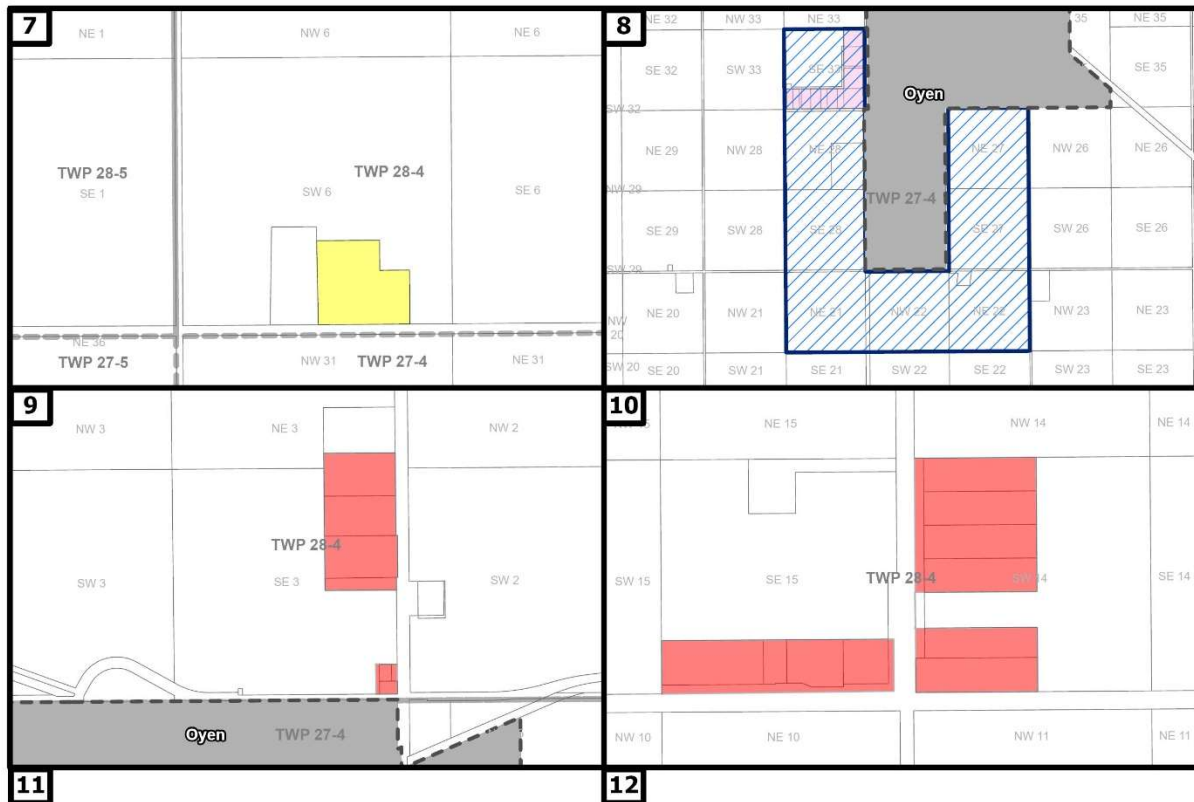 7
NE 1
NW 6
NE 6
TWP 28-5
SE 1
TWP 28-4
SW 6
SE 6
NE 36
TWP 27-5
NW 31
TWP 27-4
NE 31
8
NE 32
NW 33
NE 33
35
NE 35
SE 32
SW 33
SE 33
Oyen
SE 35
SW 32
NE 29
NW 28
NE 28
NE 27
NW 26
NE 26
NW 29
TWP 27-4
SE 29
SW 28
SE 28
SE 27
SW 26
SE 26
SW 29
NE 20
NW 21
NE 21
NW 22
NE 22
NW 23
NE 23
NW 20
SW 20
SE 20
SW 21
SE 21
SW 22
SE 22
SW 23
SE 23
9
NW 3
NE 3
NW 2
TWP 28-4
SW 3
SE 3
SW 2
Oyen
TWP 27-4
10
NW 15
NE 15
NW 14
NE 14
SW 15
SE 15
TWP 28-4
SW 14
SE 14
NW 10
NE 10
NW 11
NE 11
11
12